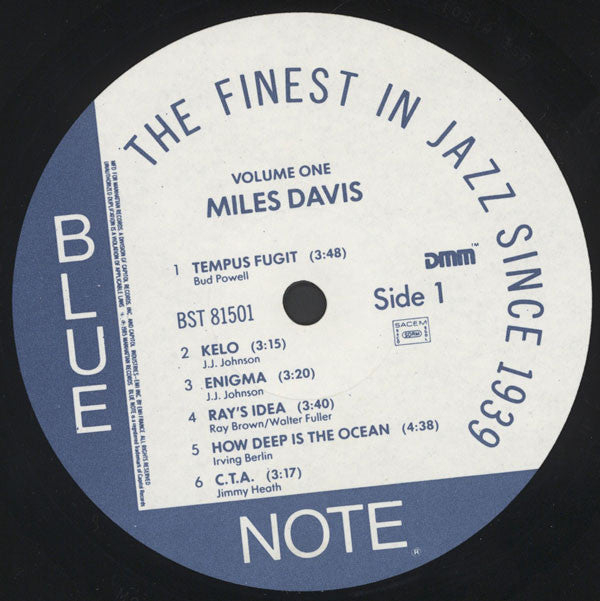 THE FINEST IN JAZZ SINCE 1939
VOLUME ONE
MILES DAVIS
1 TEMPUS FUGIT (3:48)
Bud Powell
DMM™
BST 81501
Side 1
SACEM
2 KELO (3:15)
J.J. Johnson
3 ENIGMA (3:20)
J.J. Johnson
4 RAY'S IDEA (3:40)
Ray Brown/Walter Fuller
5 HOW DEEP IS THE OCEAN (4:38)
Irving Berlin
6 C.T.A. (3:17)
Jimmy Heath
BLUE
NOTE®